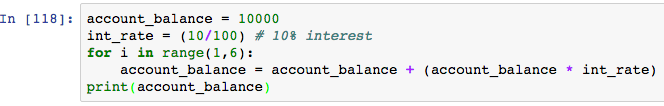 In [118]: account_balance = 10000
int_rate = (10/100) # 10% interest
for i in range(1,6):
    account_balance = account_balance + (account_balance * int_rate)
print(account_balance)